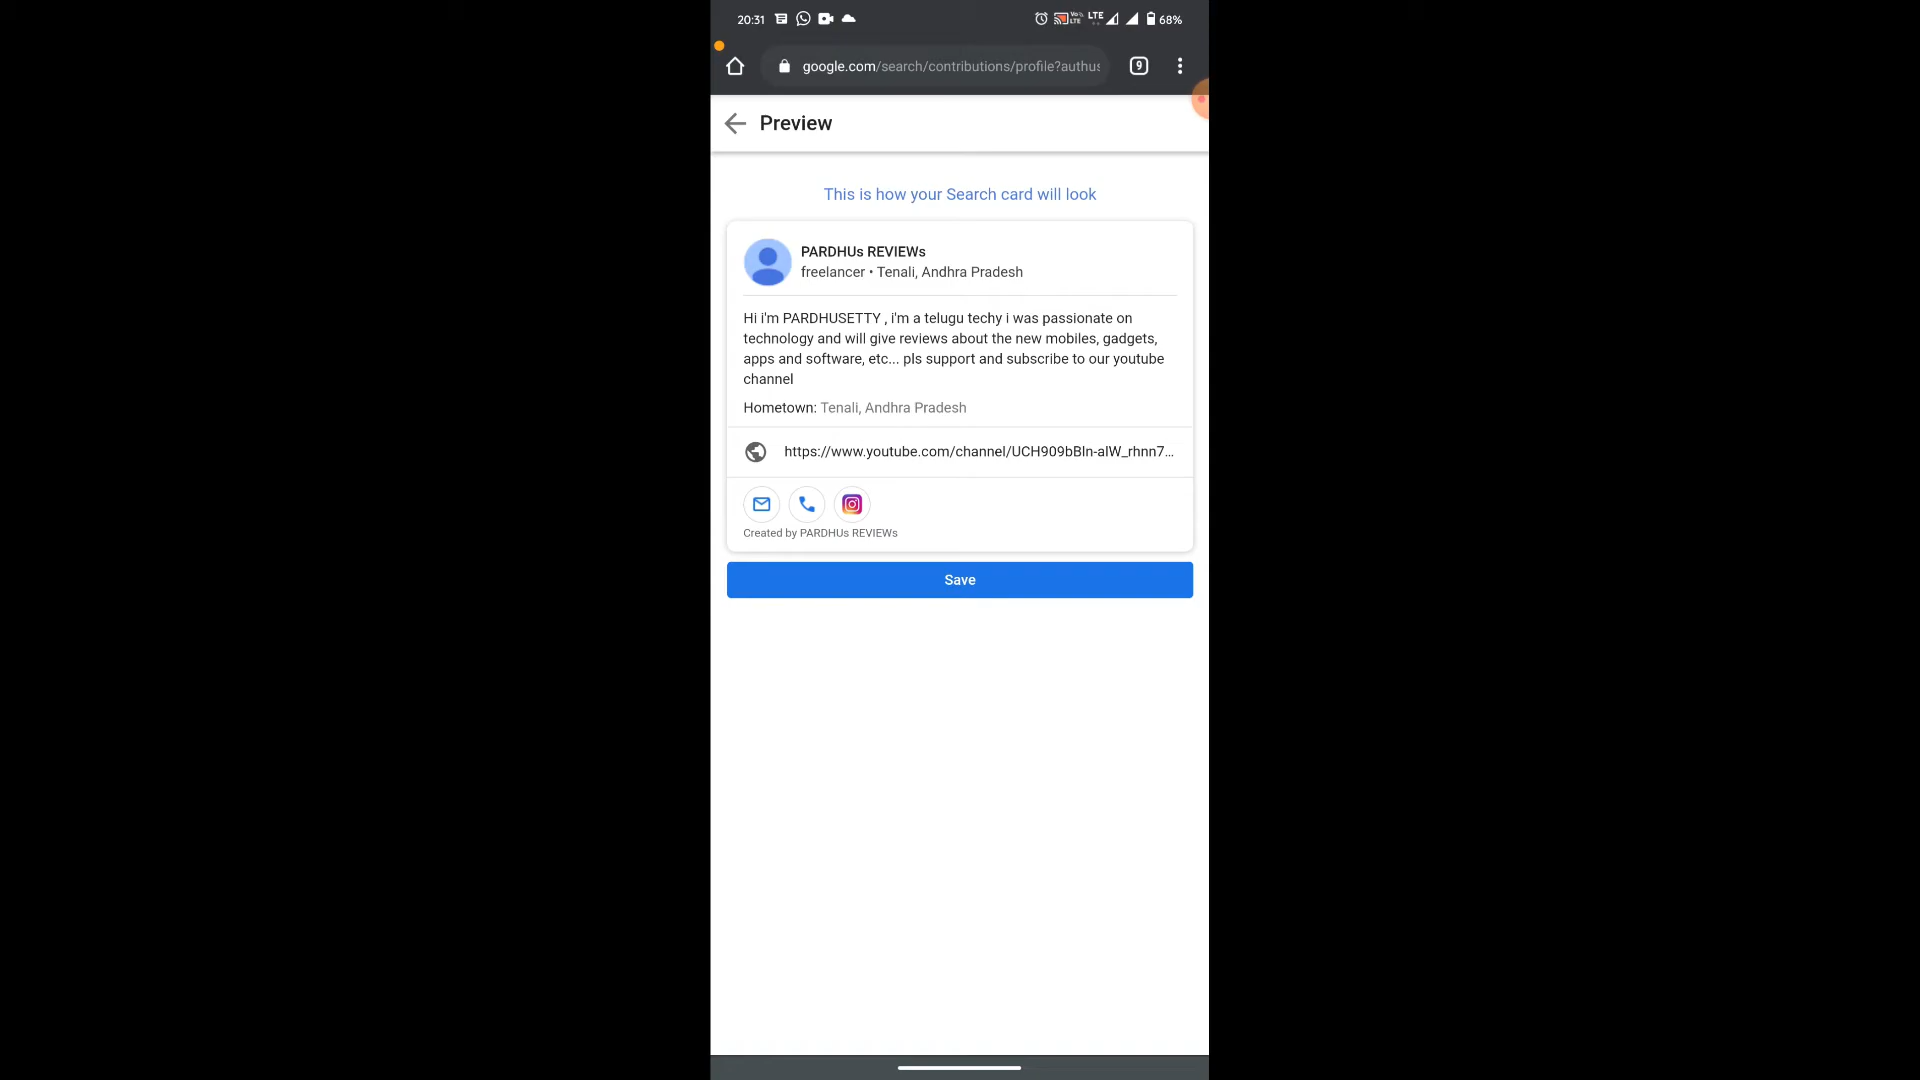 20:31
Vo LTE LTE 68%
google.com/search/contributions/profile?authus
9
Preview
This is how your Search card will look
PARDHUs REVIEWs
freelancer • Tenali, Andhra Pradesh
Hi i'm PARDHUSETTY , i'm a telugu techy i was passionate on
technology and will give reviews about the new mobiles, gadgets,
apps and software, etc... pls support and subscribe to our youtube
channel
Hometown: Tenali, Andhra Pradesh
https://www.youtube.com/channel/UCH909bBln-alW_rhnn7...
Created by PARDHUs REVIEWs
Save